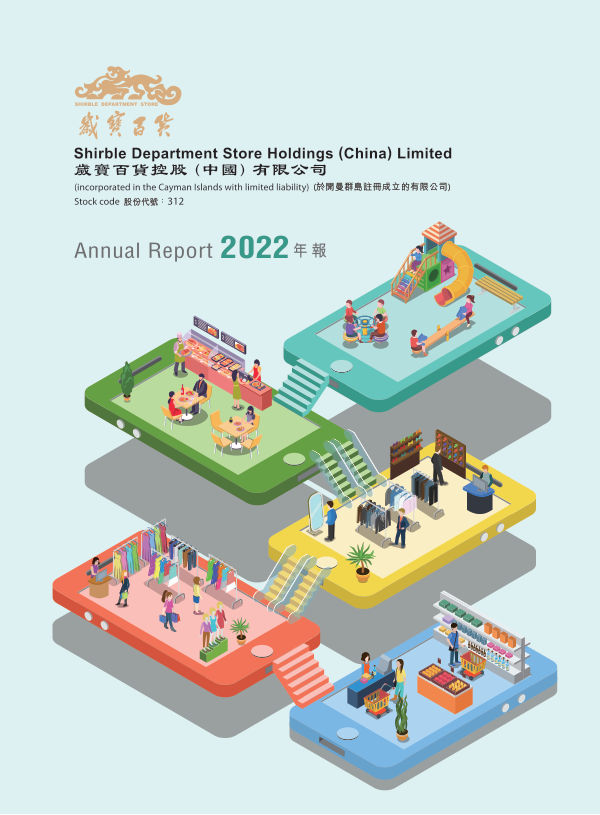 SHIRBLE DEPARTMENT STORE
歲寶百貨
Shirble Department Store Holdings (China) Limited
歲寶百貨控股(中國)有限公司
(incorporated in the Cayman Islands with limited liability) (於開曼群島註冊成立的有限公司)
Stock code 股份代號：312
Annual Report 2022 年報